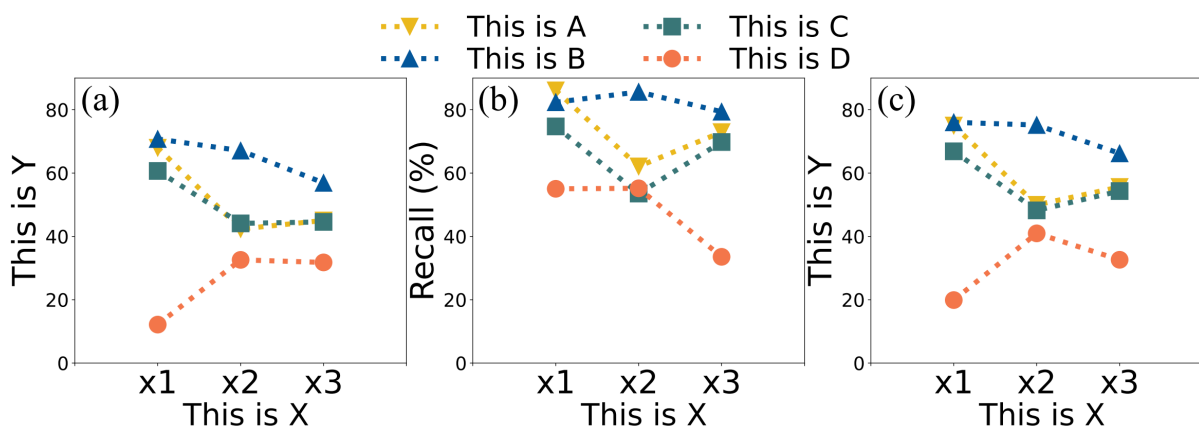 This is A
This is C
This is B
This is D
(a)
This is Y
80
60
40
20
0
x1 x2 x3
This is X
(b)
Recall (%)
80
60
40
20
0
x1 x2 x3
This is X
(c)
This is Y
80
60
40
20
0
x1 x2 x3
This is X